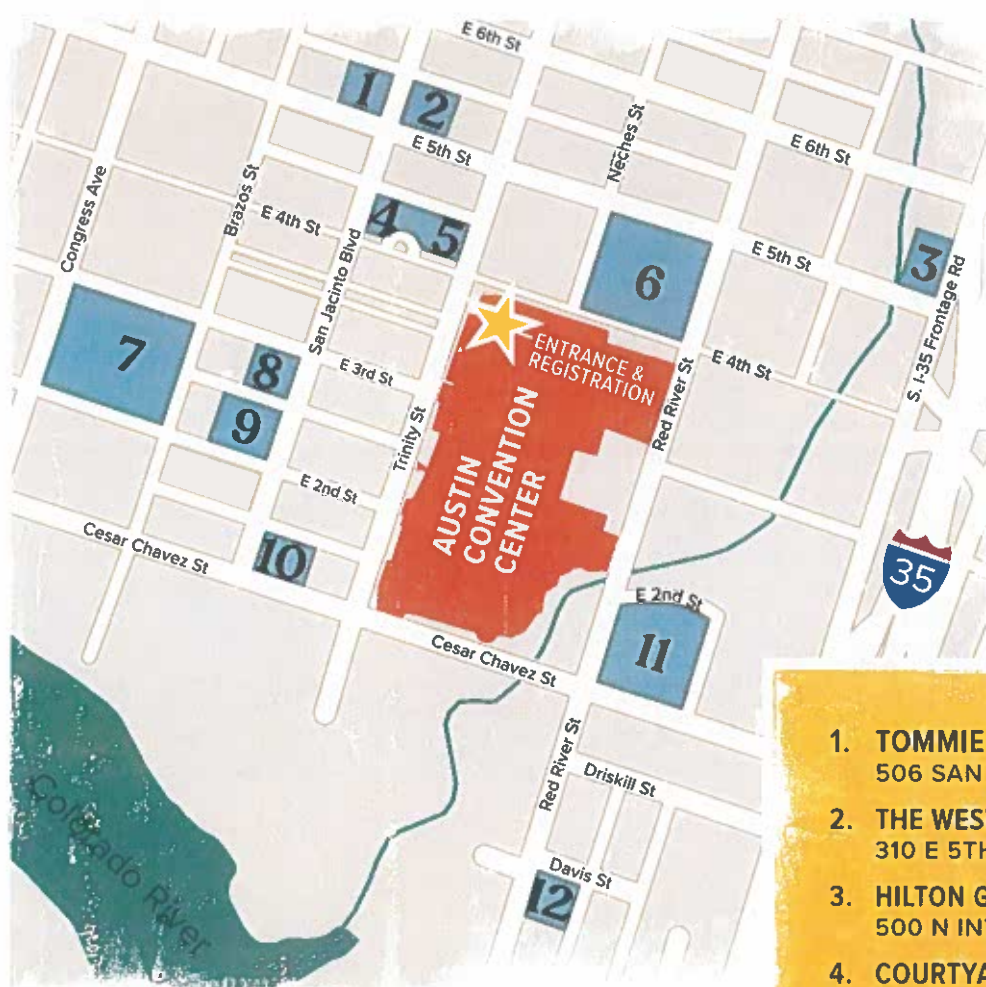 E 6th St
1
2
E 5th St
Neches St
E 6th St
Congress Ave
Brazos St
E 4th St
San Jacinto Blvd
4
5
6
E 5th St
3
S. I-35 Frontage Rd
7
8
E 3rd St
ENTRANCE &
REGISTRATION
E 4th St
Red River St
9
Trinity St
AUSTIN
CONVENTION
CENTER
E 2nd St
Cesar Chavez St
10
35
E 2nd St
11
Cesar Chavez St
Red River St
Driskill St
Colorado River
Davis St
12
1. TOMMIE
506 SAN
2. THE WEST
310 E 5TH
3. HILTON G
500 N INT
4. COURTYA